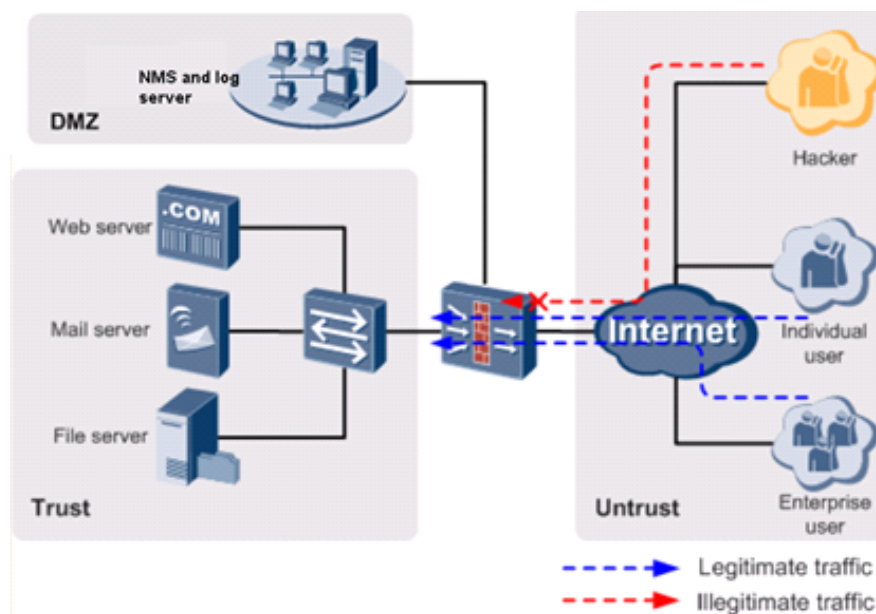 NMS and log
server
DMZ
Hacker
Web server
.COM
Mail server
Internet
Individual
user
File server
Trust
Untrust
Enterprise
user
Legitimate traffic
Illegitimate traffic